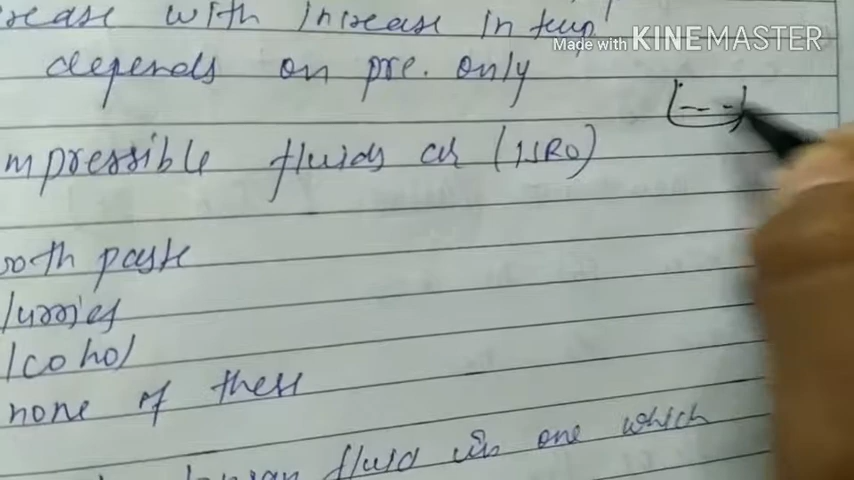 rease with increase in temp!
Made with KINEMASTER
depends on pre. only
mpressible fluids are (ISRO)
ooth paste
lurries
lcohol
none of these
fluid is one which